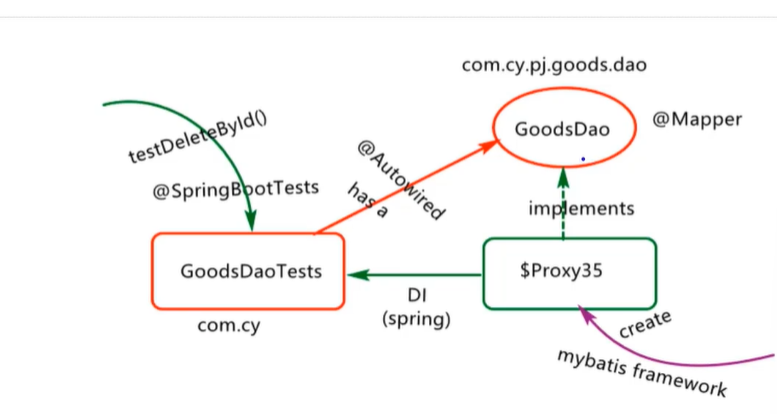 com.cy.pj.goods.dao
testDeleteById()
GoodsDao
@Mapper
@Autowired
has a
@SpringBootTests
implements
GoodsDaoTests
$Proxy35
DI
(spring)
com.cy
create
mybatis framework